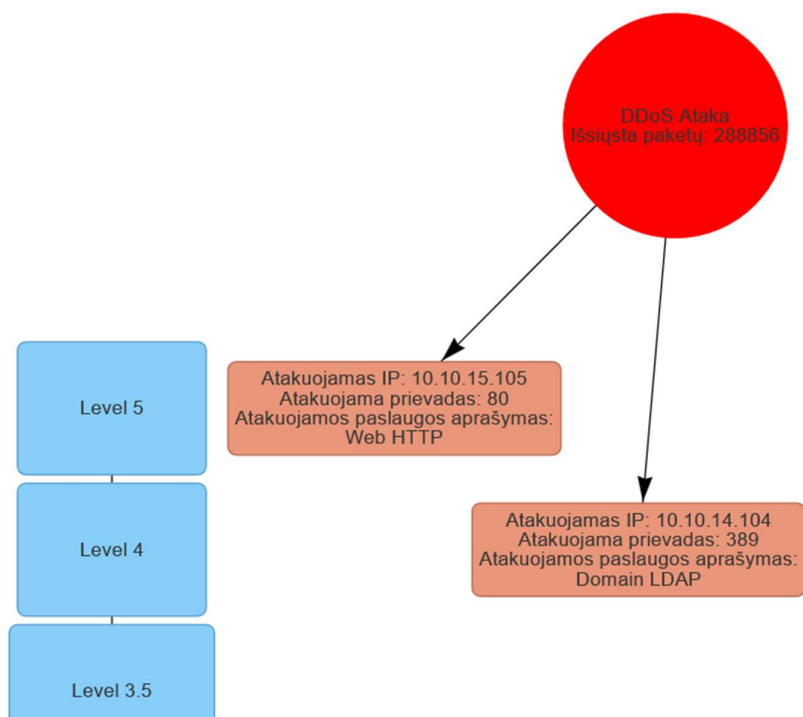 DDoS Ataka
Išsiųsta paketų: 288856
Level 5
Atakuojamas IP: 10.10.15.105
Atakuojama prievadas: 80
Atakuojamos paslaugos aprašymas:
Web HTTP
Level 4
Atakuojamas IP: 10.10.14.104
Atakuojama prievadas: 389
Atakuojamos paslaugos aprašymas:
Domain LDAP
Level 3.5